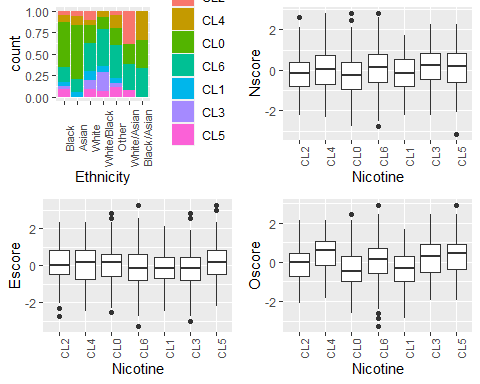 CL2
CL4
CL0
CL6
CL1
CL3
CL5
count
1.00
0.75
0.50
0.25
0.00
Black
Asian
White
White/Black
Other
White/Asian
Black/Asian
Ethnicity
Nscore
2
0
-2
CL2
CL4
CL0
CL6
CL1
CL3
CL5
Nicotine
Escore
2
0
-2
CL2
CL4
CL0
CL6
CL1
CL3
CL5
Nicotine
Oscore
2
0
-2
CL2
CL4
CL0
CL6
CL1
CL3
CL5
Nicotine